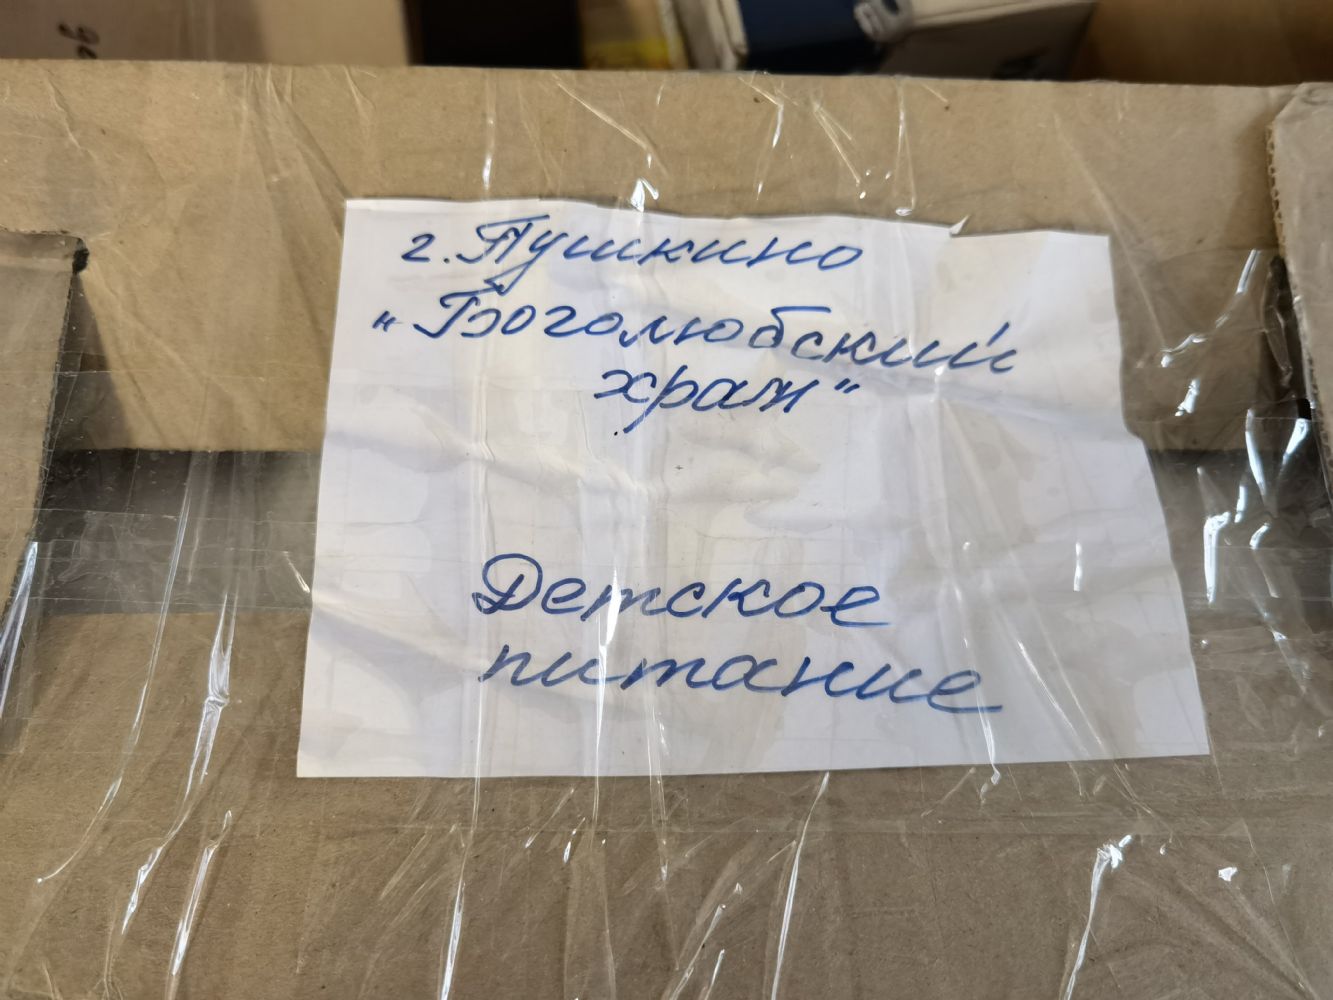 г. Пушкино
„Боголюбский
храм“
Детское
питание